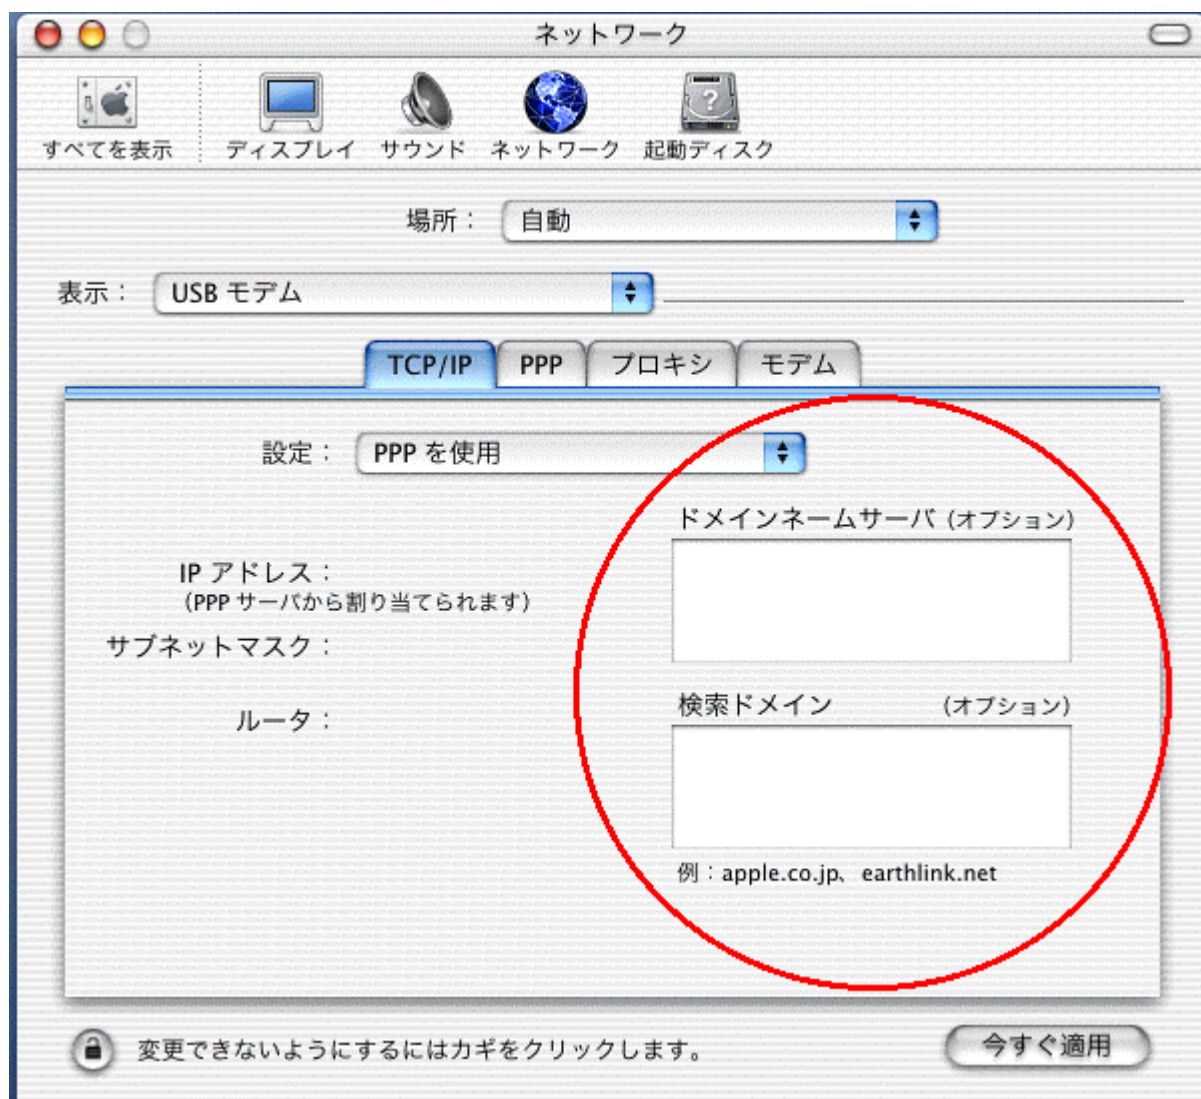 ネットワーク
すべてを表示 ディスプレイ サウンド ネットワーク 起動ディスク
場所： 自動
表示： USB モデム
TCP/IP PPP プロキシ モデム
設定： PPP を使用
ドメインネームサーバ (オプション)
IP アドレス：
(PPP サーバから割り当てられます)
サブネットマスク：
検索ドメイン (オプション)
ルータ：
例：apple.co.jp、earthlink.net
変更できないようにするにはカギをクリックします。
今すぐ適用